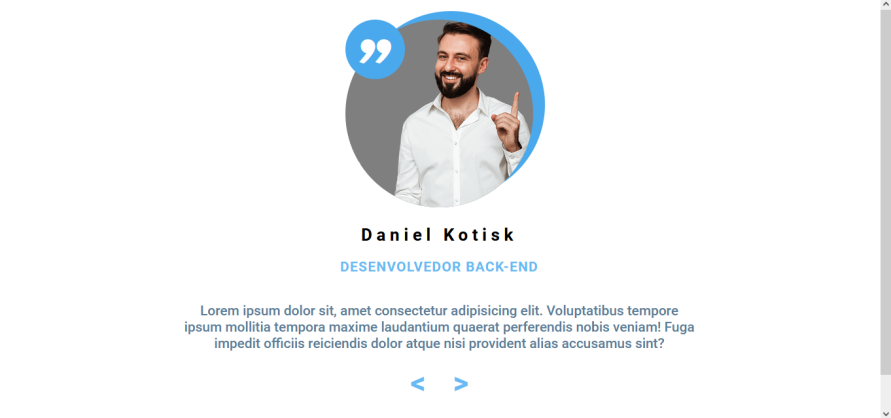 Daniel Kotisk
DESENVOLVEDOR BACK-END
Lorem ipsum dolor sit, amet consectetur adipisicing elit. Voluptatibus tempore
ipsum mollitia tempora maxime laudantium quaerat perferendis nobis veniam! Fuga
impedit officiis reiciendis dolor atque nisi provident alias accusamus sint?
< >